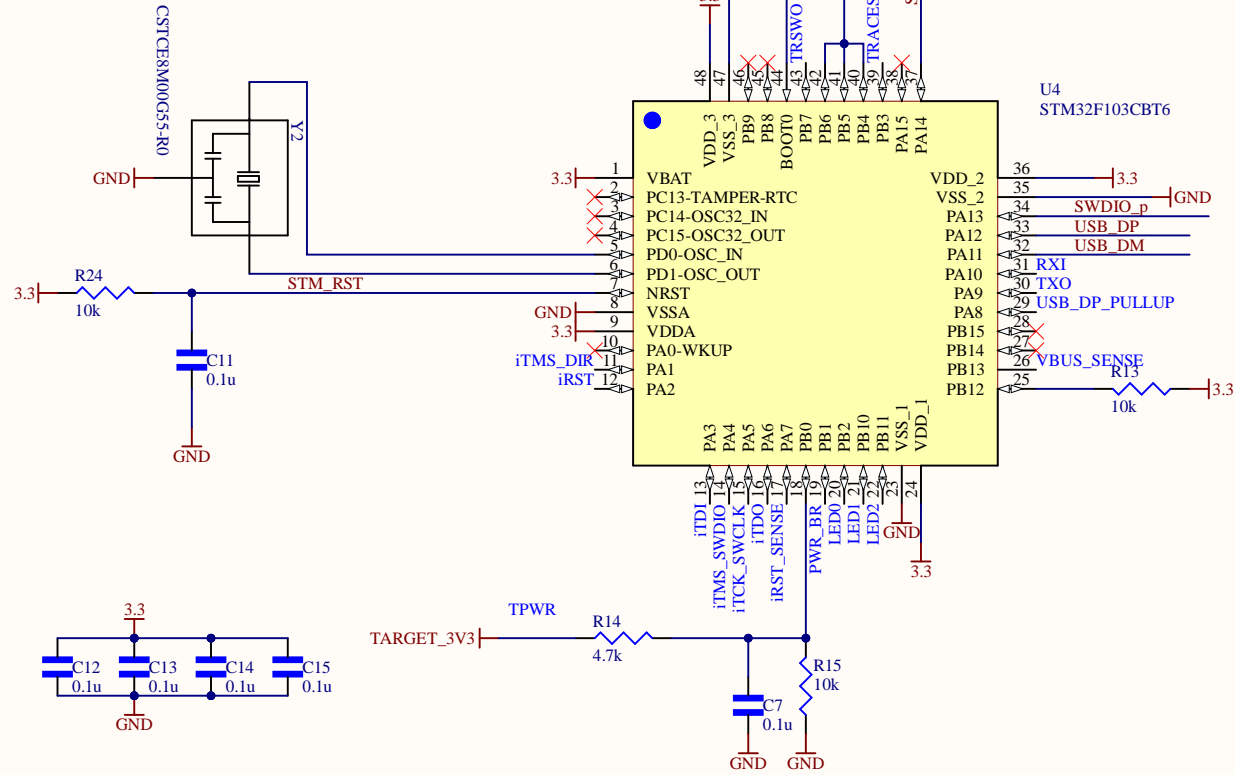 3.3
S
CSTCE8M00G55-R0
TRSWO
TRACES
48
47
46
45
44
43
42
41
40
39
38
37
U4
STM32F103CBT6
VDD_3
VSS_3
PB9
PB8
BOOT0
PB7
PB6
PB5
PB4
PB3
PA15
PA14
Y2
GND
3.3
1
VBAT
2
PC13-TAMPER-RTC
3
PC14-OSC32_IN
4
PC15-OSC32_OUT
5
PD0-OSC_IN
6
PD1-OSC_OUT
STM_RST
7
NRST
GND
8
VSSA
3.3
9
VDDA
10
PA0-WKUP
iTMS_DIR
11
PA1
iRST
12
PA2
VDD_2
36
3.3
VSS_2
35
GND
PA13
34
SWDIO_p
PA12
33
USB_DP
PA11
32
USB_DM
PA10
31
RXI
PA9
30
TXO
PA8
29
USB_DP_PULLUP
PB15
28
PB14
27
PB13
26
VBUS_SENSE
PB12
25
R13
10k
3.3
3.3
R24
10k
C11
0.1u
GND
PA3
PA4
PA5
PA6
PA7
PB0
PB1
PB2
PB10
PB11
VSS_1
VDD_1
13
14
15
16
17
18
19
20
21
22
23
24
iTDI
iTMS_SWDIO
iTCK_SWCLK
iTDO
iRST_SENSE
PWR_BR
LED0
LED1
LED2
GND
3.3
TPWR
TARGET_3V3
R14
4.7k
R15
10k
C7
0.1u
GND
GND
3.3
C12
0.1u
C13
0.1u
C14
0.1u
C15
0.1u
GND